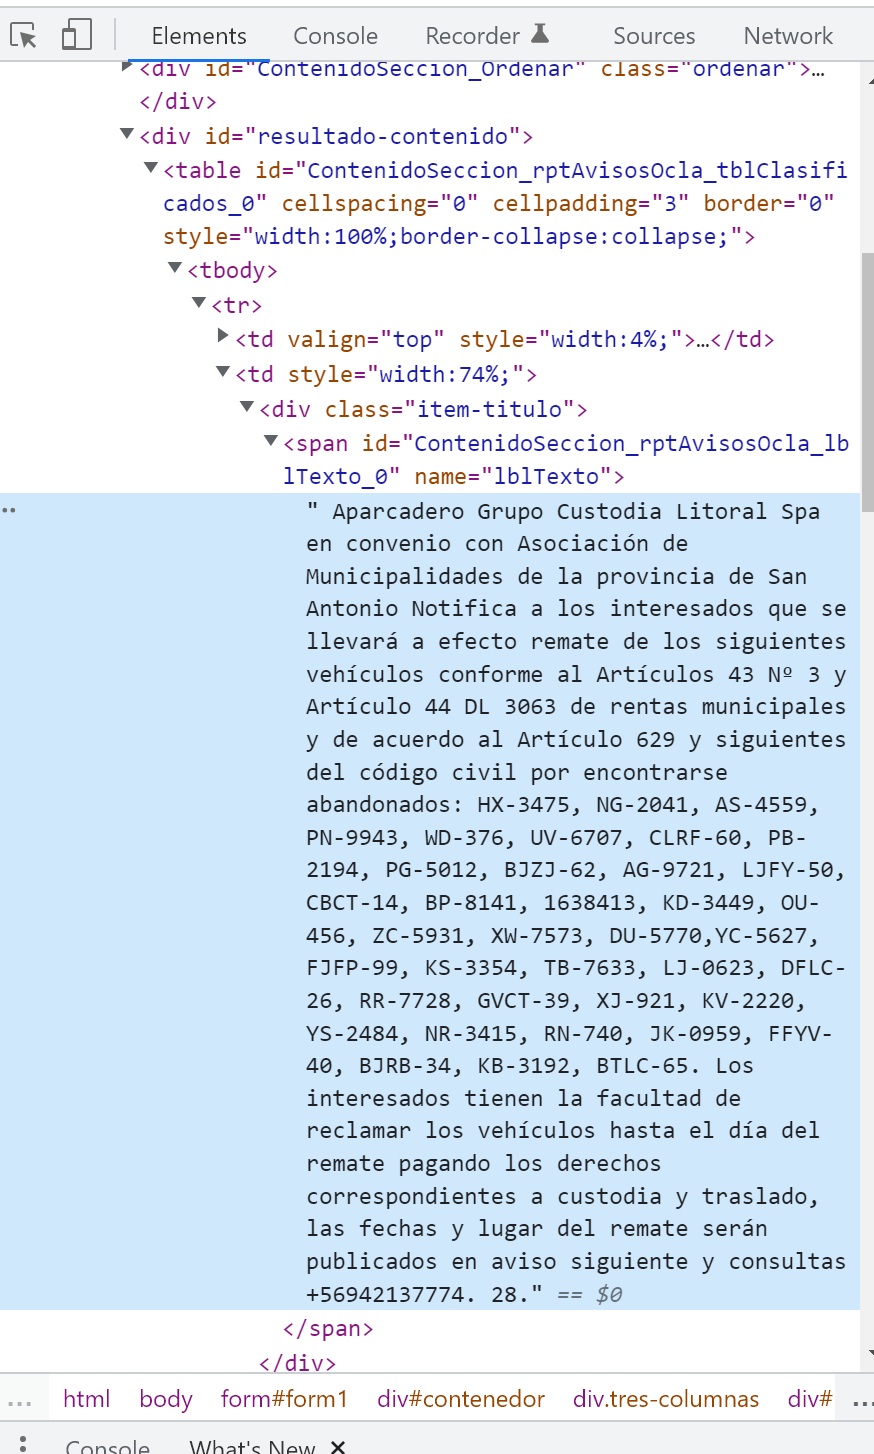 Elements Console Recorder Sources Network
<div id="ContenidoSeccion_Ordenar" class="ordenar">…
</div>
<div id="resultado-contenido">
<table id="ContenidoSeccion_rptAvisosOcla_tblClasifi
cados_0" cellspacing="0" cellpadding="3" border="0"
style="width:100%;border-collapse:collapse;">
<tbody>
<tr>
<td valign="top" style="width:4%;">…</td>
<td style="width:74%;">
<div class="item-titulo">
<span id="ContenidoSeccion_rptAvisosOcla_lb
lTexto_0" name="lblTexto">
" Aparcadero Grupo Custodia Litoral Spa
en convenio con Asociación de
Municipalidades de la provincia de San
Antonio Notifica a los interesados que se
llevará a efecto remate de los siguientes
vehículos conforme al Artículos 43 Nº 3 y
Artículo 44 DL 3063 de rentas municipales
y de acuerdo al Artículo 629 y siguientes
del código civil por encontrarse
abandonados: HX-3475, NG-2041, AS-4559,
PN-9943, WD-376, UV-6707, CLRF-60, PB-
2194, PG-5012, BJZJ-62, AG-9721, LJFY-50,
CBCT-14, BP-8141, 1638413, KD-3449, OU-
456, ZC-5931, XW-7573, DU-5770,YC-5627,
FJFP-99, KS-3354, TB-7633, LJ-0623, DFLC-
26, RR-7728, GVCT-39, XJ-921, KV-2220,
YS-2484, NR-3415, RN-740, JK-0959, FFYV-
40, BJRB-34, KB-3192, BTLC-65. Los
interesados tienen la facultad de
reclamar los vehículos hasta el día del
remate pagando los derechos
correspondientes a custodia y traslado,
las fechas y lugar del remate serán
publicados en aviso siguiente y consultas
+56942137774. 28." == $0
</span>
</div>
... html body form#form1 div#contenedor div.tres-columnas div# ...
Console What's New